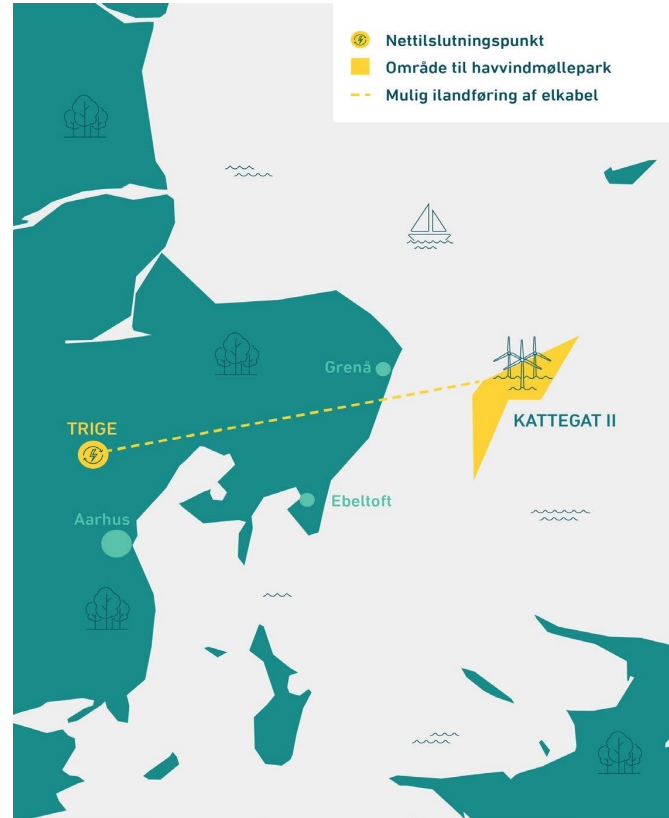 Nettilslutningspunkt
Område til havvindmøllepark
Mulig ilandføring af elkabel
Grenå
TRIGE
KATTEGAT II
Ebeltoft
Aarhus